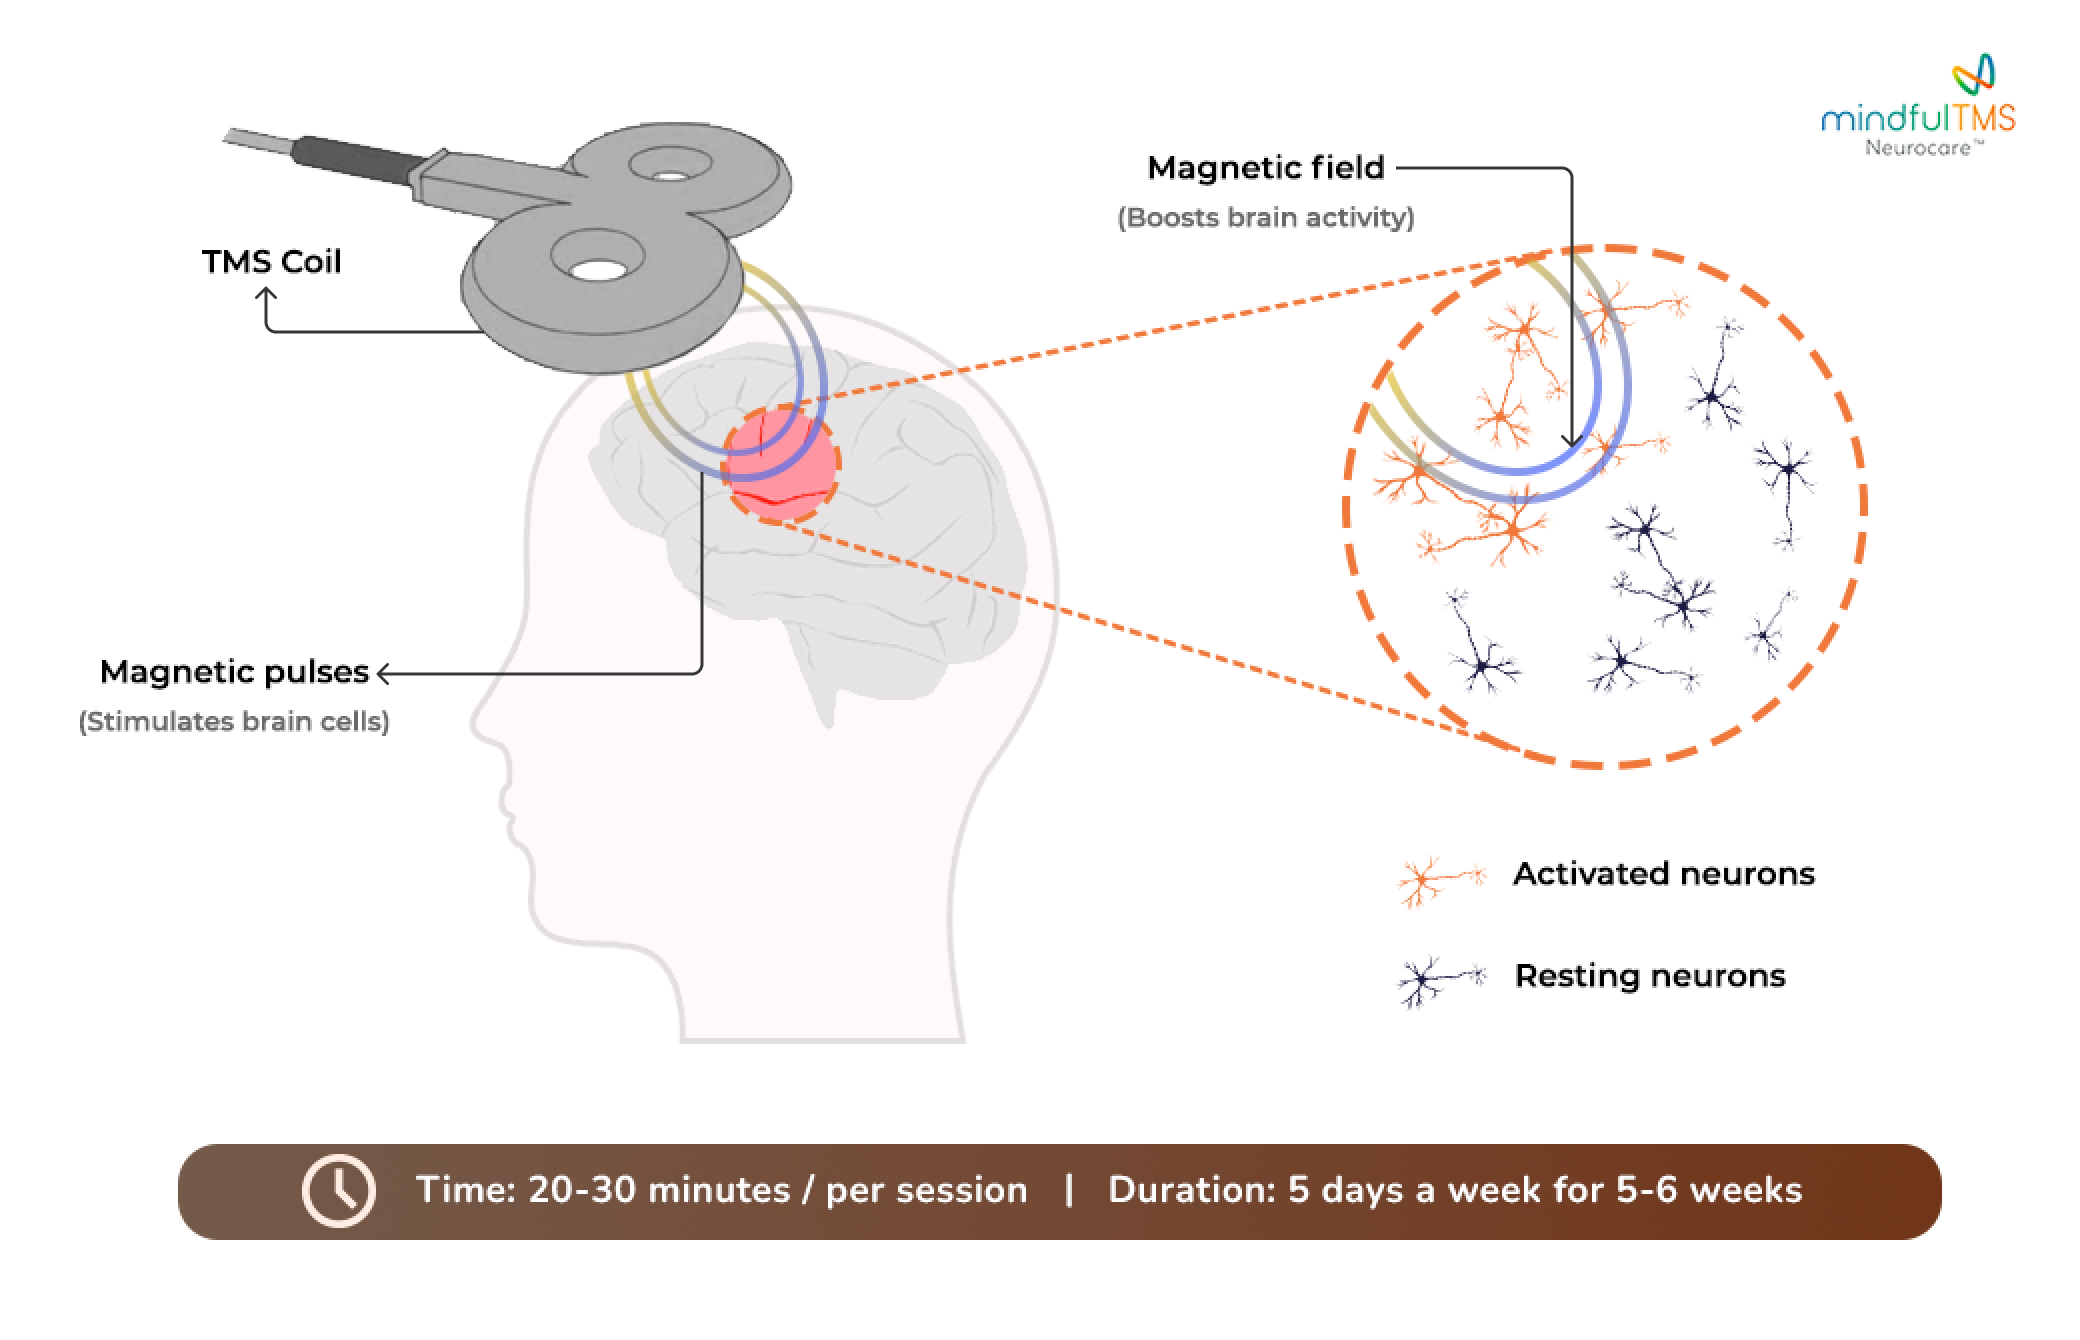 mindfulTMS
Neurocare™
Magnetic field
(Boosts brain activity)
TMS Coil
Magnetic pulses
(Stimulates brain cells)
Activated neurons
Resting neurons
Time: 20-30 minutes / per session | Duration: 5 days a week for 5-6 weeks